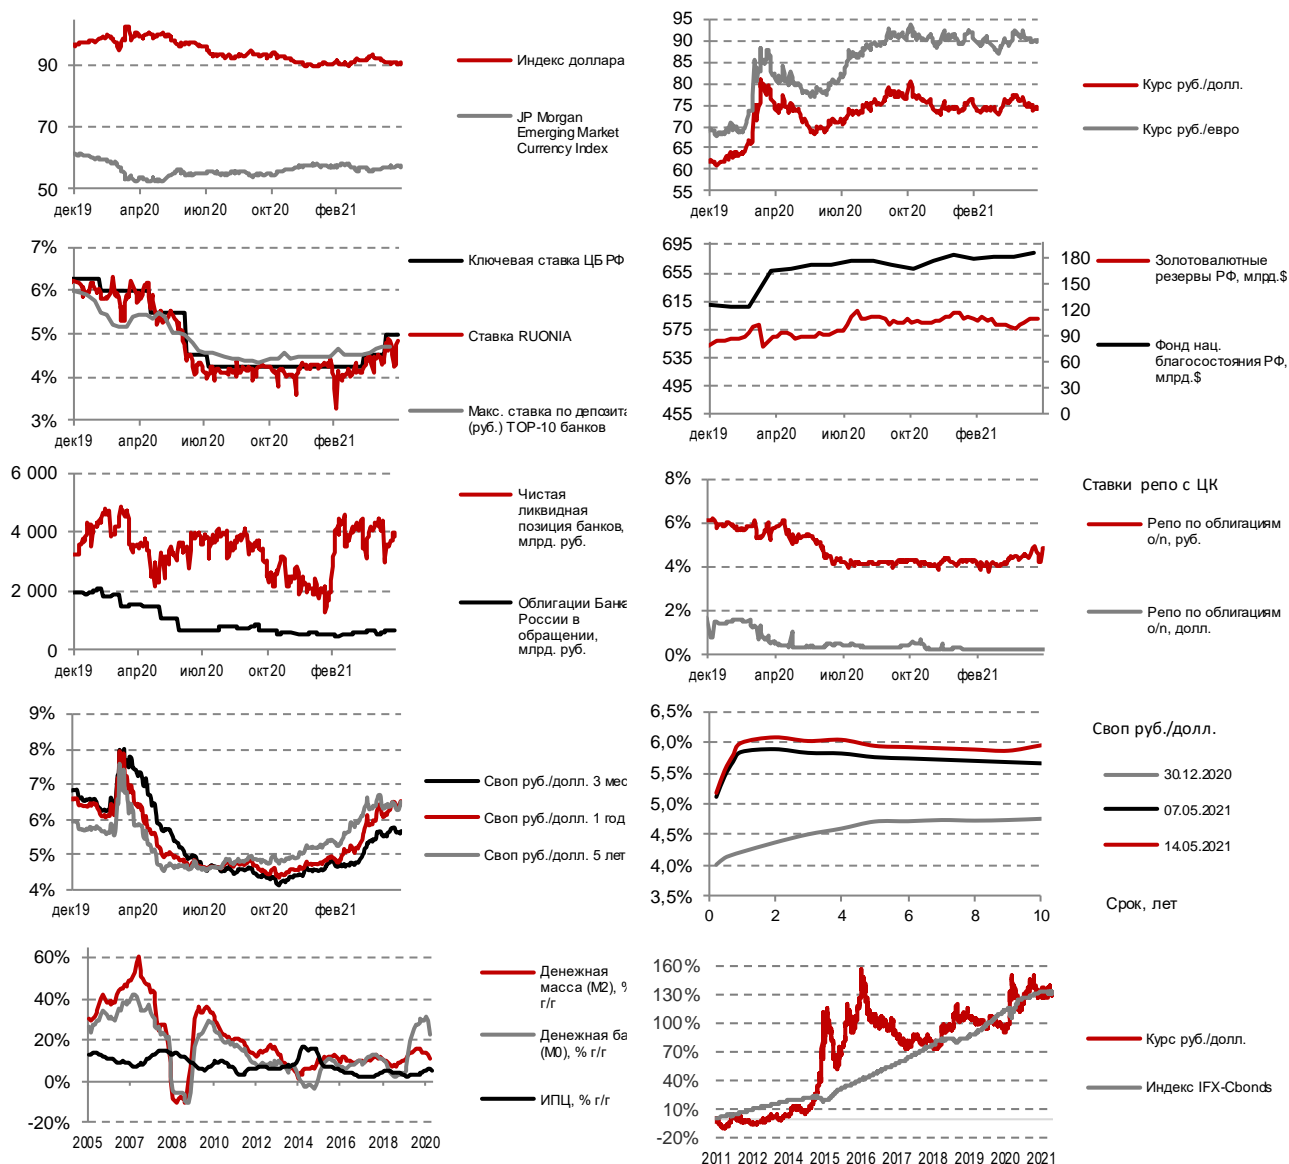 90
70
50
дек19 апр20 июл20 окт20 фев21
Индекс доллара
JP Morgan
Emerging Market
Currency Index
95
90
85
80
75
70
65
60
55
дек19 апр20 июл20 окт20 фев21
Курс руб./долл.
Курс руб./евро
7%
6%
5%
4%
3%
дек19 апр20 июл20 окт20 фев21
Ключевая ставка ЦБ РФ
Ставка RUONIA
Макс. ставка по депозита
(руб.) TOP-10 банков
695
655
615
575
535
495
455
180
150
120
90
60
30
0
дек19 апр20 июл20 окт20 фев21
Золотовалютные
резервы РФ, млрд.$
Фонд нац.
благосостояния РФ,
млрд.$
6 000
4 000
2 000
0
дек19 апр20 июл20 окт20 фев21
Чистая
ликвидная
позиция банков,
млрд. руб.
Облигации Банка
России в
обращении,
млрд. руб.
8%
6%
4%
2%
0%
дек19 апр20 июл20 окт20 фев21
Ставки репо с ЦК
Репо по облигациям
o/n, руб.
Репо по облигациям
o/n, долл.
9%
8%
7%
6%
5%
4%
дек19 апр20 июл20 окт20 фев21
Своп руб./долл. 3 мес
Своп руб./долл. 1 год
Своп руб./долл. 5 лет
6,5%
6,0%
5,5%
5,0%
4,5%
4,0%
3,5%
0 2 4 6 8 10
Своп руб./долл.
30.12.2020
07.05.2021
14.05.2021
Срок, лет
60%
40%
20%
0%
-20%
2005 2007 2008 2010 2012 2014 2016 2018 2020
Денежная
масса (M2), %
г/г
Денежная ба
(M0), % г/г
ИПЦ, % г/г
160%
130%
100%
70%
40%
10%
-20%
2011 2012 2013 2014 2015 2016 2017 2018 2019 2020 2021
Курс руб./долл.
Индекс IFX-Cbonds